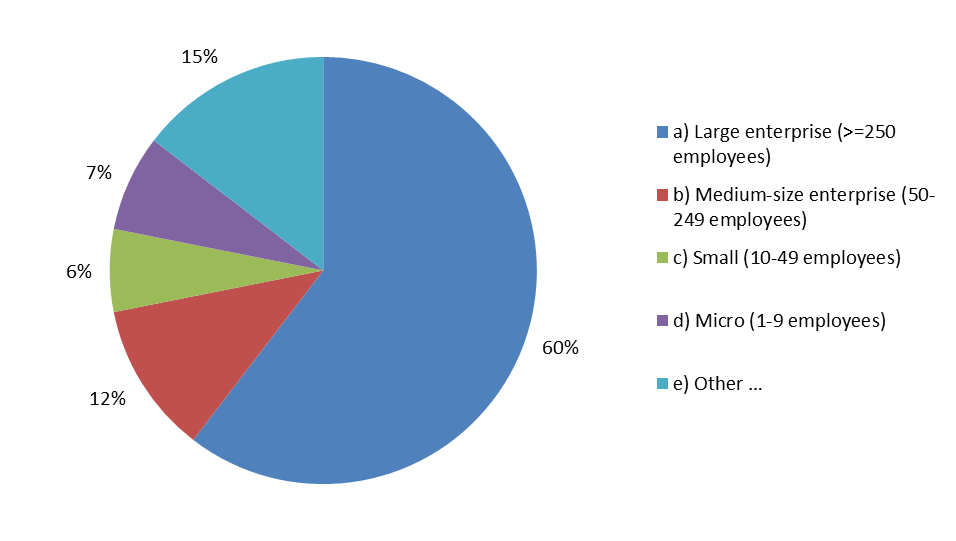 15%
7%
6%
12%
60%
a) Large enterprise (>=250
employees)
b) Medium-size enterprise (50-
249 employees)
c) Small (10-49 employees)
d) Micro (1-9 employees)
e) Other ...